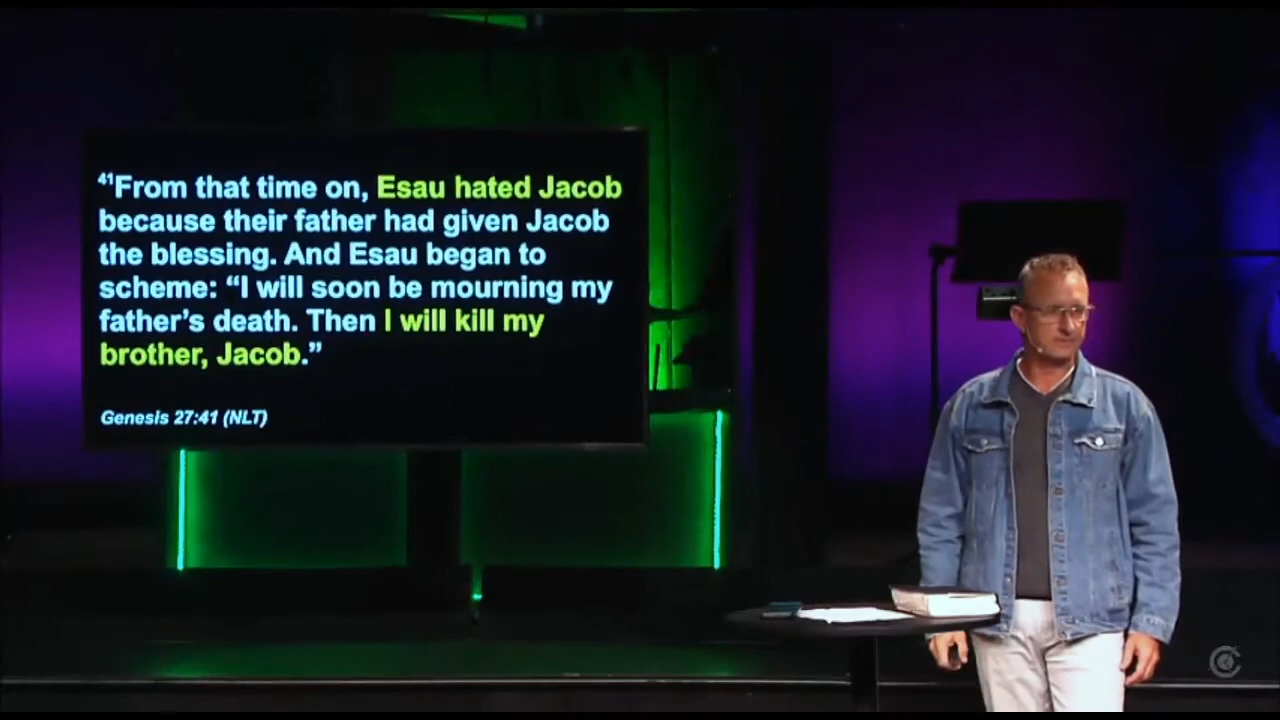 ⁴¹From that time on, Esau hated Jacob
because their father had given Jacob
the blessing. And Esau began to
scheme: “I will soon be mourning my
father’s death. Then I will kill my
brother, Jacob.”
Genesis 27:41 (NLT)